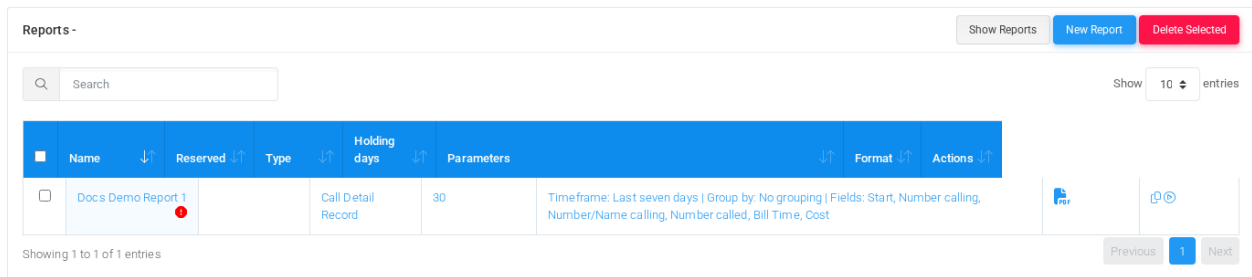 Reports -
Show Reports
New Report
Delete Selected
Search
Show 10 entries
Name
Reserved
Type
Holding
days
Parameters
Format
Actions
Docs Demo Report 1
Call Detail
Record
30
Timeframe: Last seven days | Group by: No grouping | Fields: Start, Number calling,
Number/Name calling, Number called, Bill Time, Cost
PDF
Showing 1 to 1 of 1 entries
Previous
1
Next